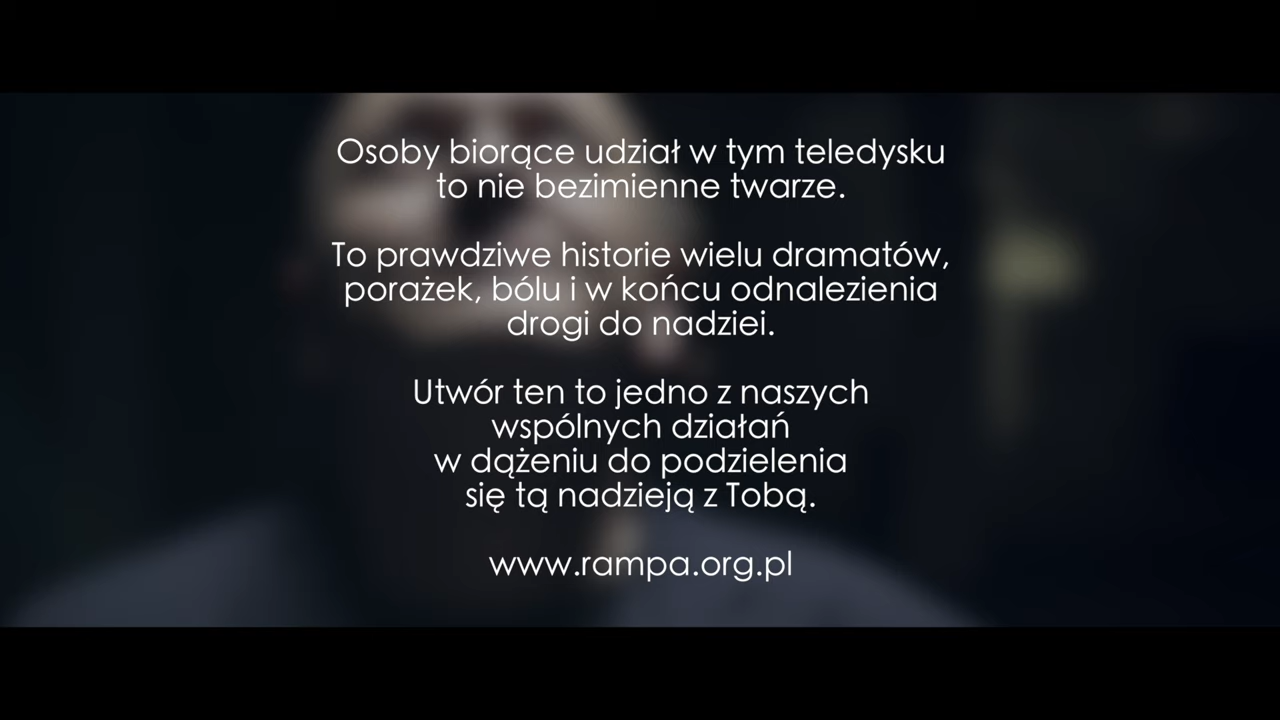 Osoby biorące udział w tym teledysku
to nie bezimienne twarze.
To prawdziwe historie wielu dramatów,
porażek, bólu i w końcu odnalezienia
drogi do nadziei.
Utwór ten to jedno z naszych
wspólnych działań
w dążeniu do podzielenia
się tą nadzieją z Tobą.
www.rampa.org.pl